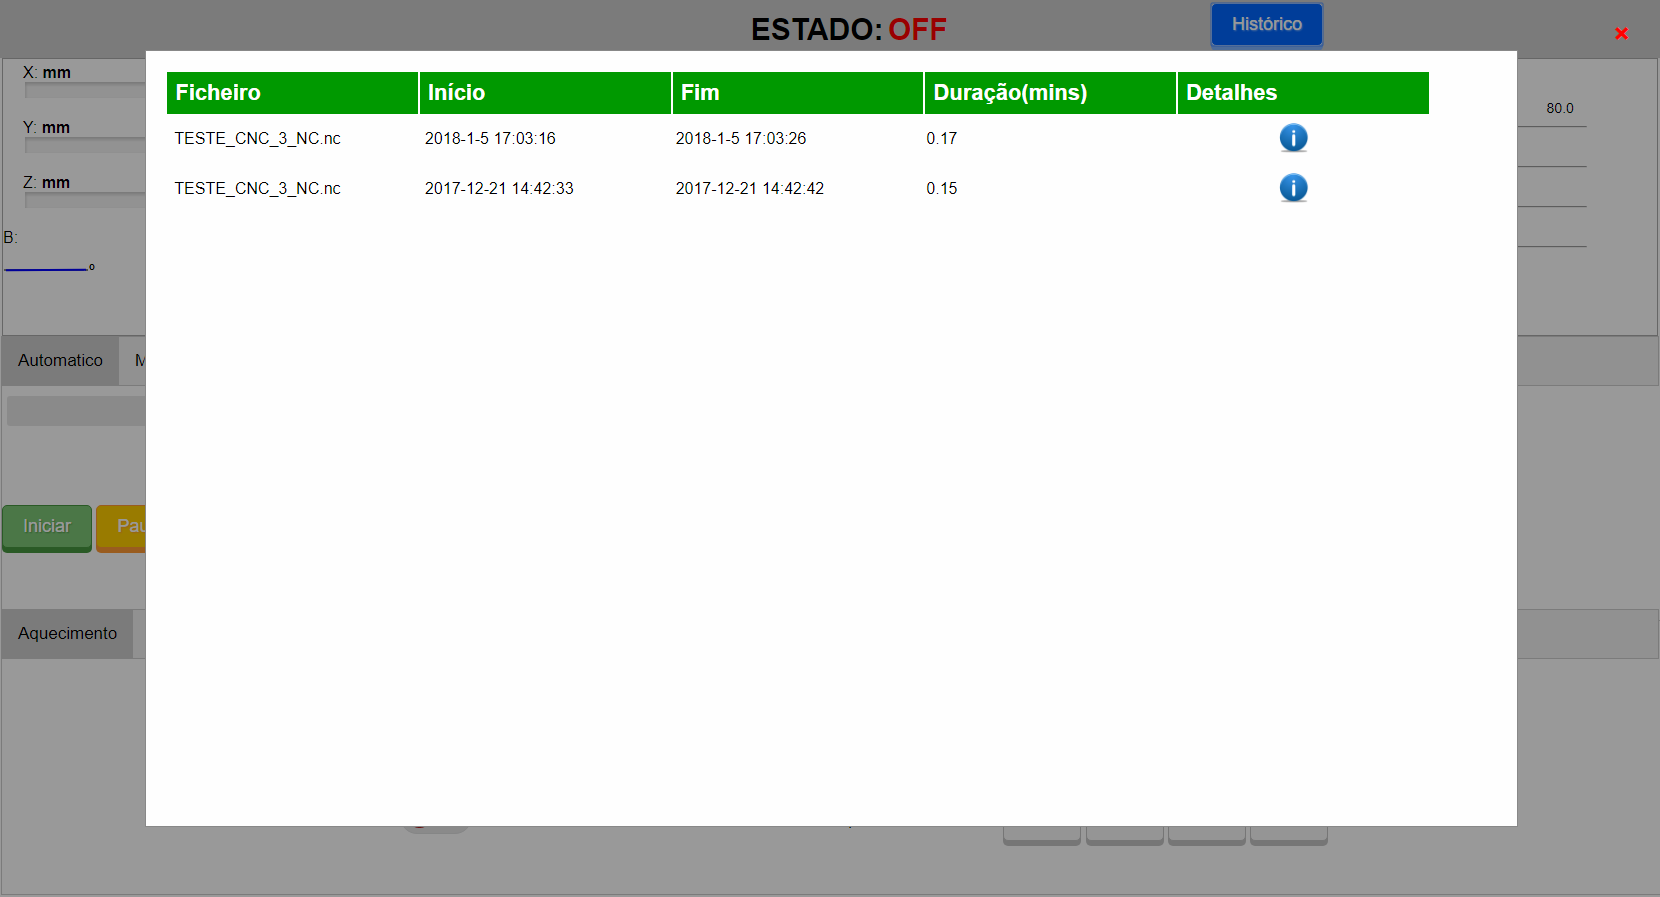 ESTADO: OFF
Histórico
X: mm
Y: mm
Z: mm
B:
º
80.0
Ficheiro Início Fim Duração(mins) Detalhes
TESTE_CNC_3_NC.nc 2018-1-5 17:03:16 2018-1-5 17:03:26 0.17
TESTE_CNC_3_NC.nc 2017-12-21 14:42:33 2017-12-21 14:42:42 0.15
Automatico
Iniciar
Aquecimento